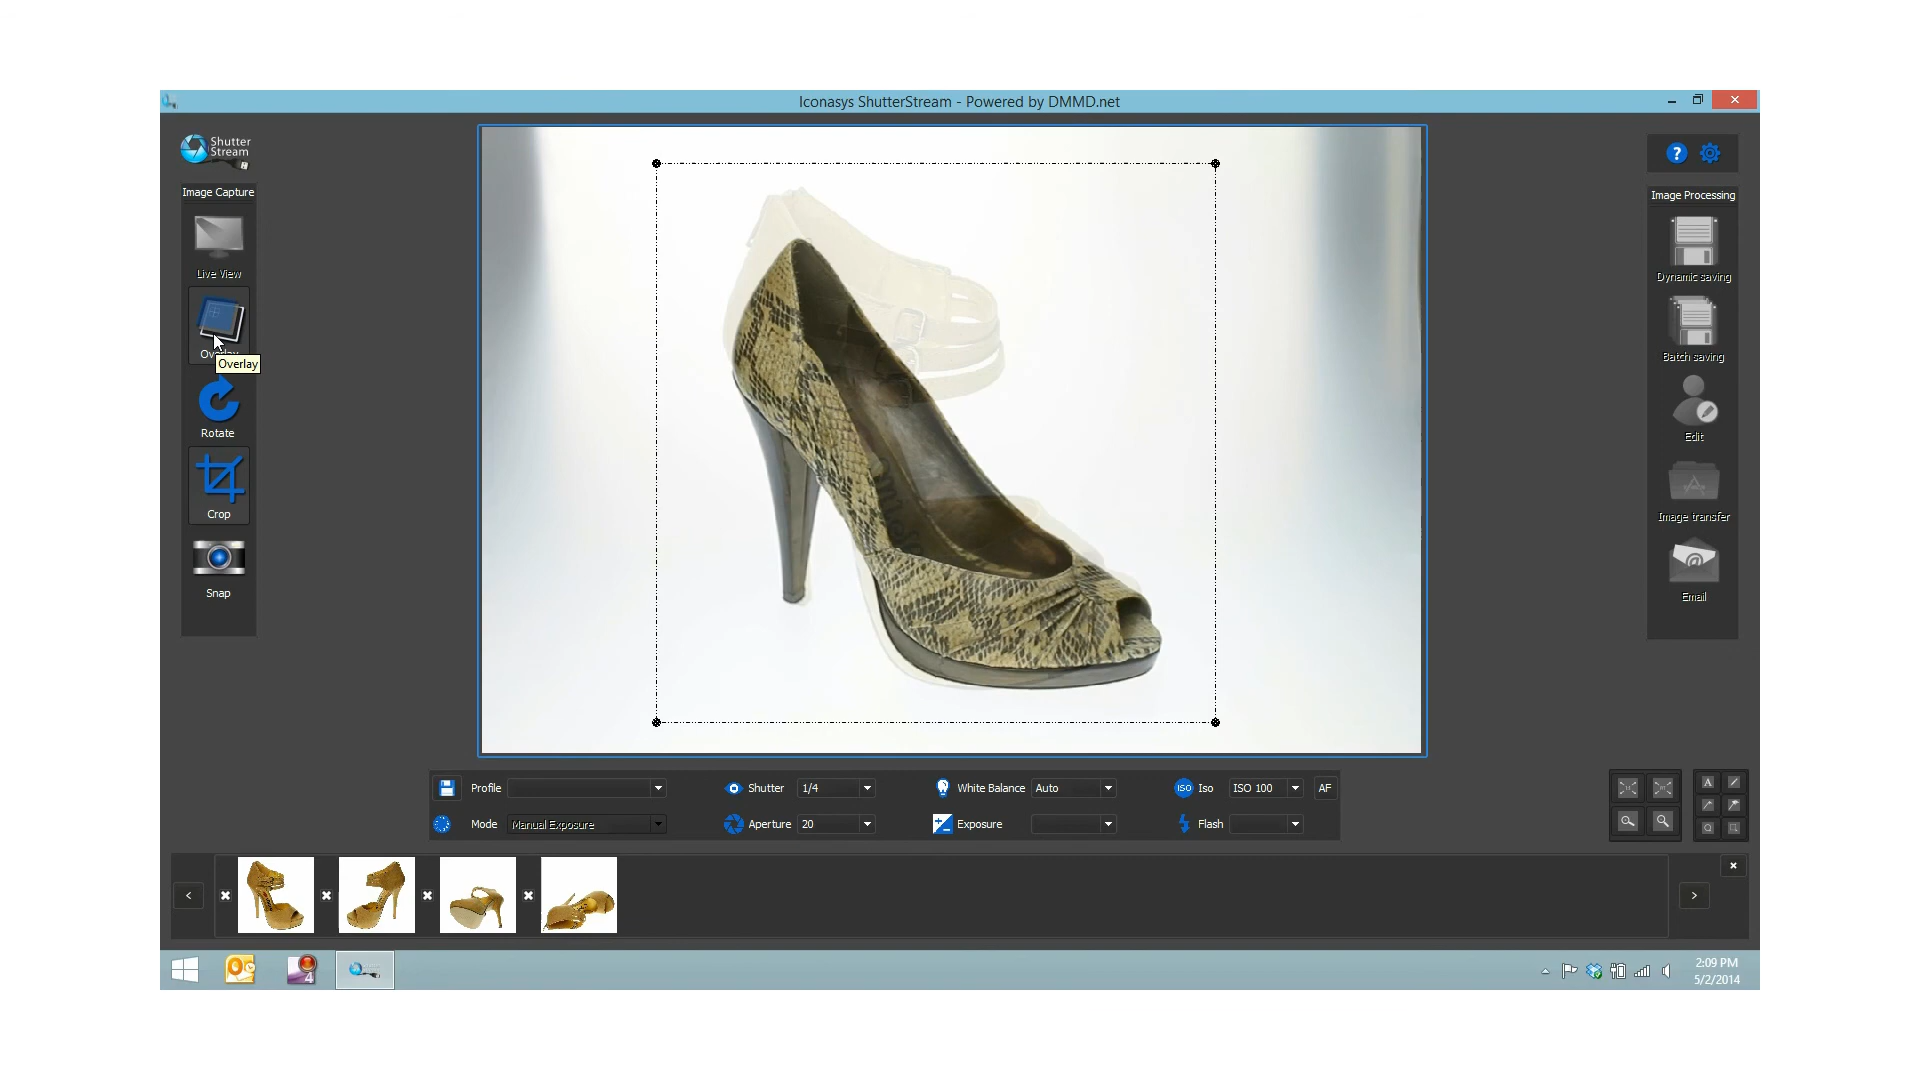 Iconasys ShutterStream - Powered by DMMD.net
Shutter
Stream
Image Capture
Live View
Overlay
Rotate
Crop
Snap
?
Image Processing
Dynamic saving
Batch saving
Edit
Image transfer
Email
Profile
Shutter 1/4
White Balance Auto
ISO Iso ISO 100 AF
Mode Manual Exposure
Aperture 20
Exposure
Flash
A
2:09 PM
5/2/2014